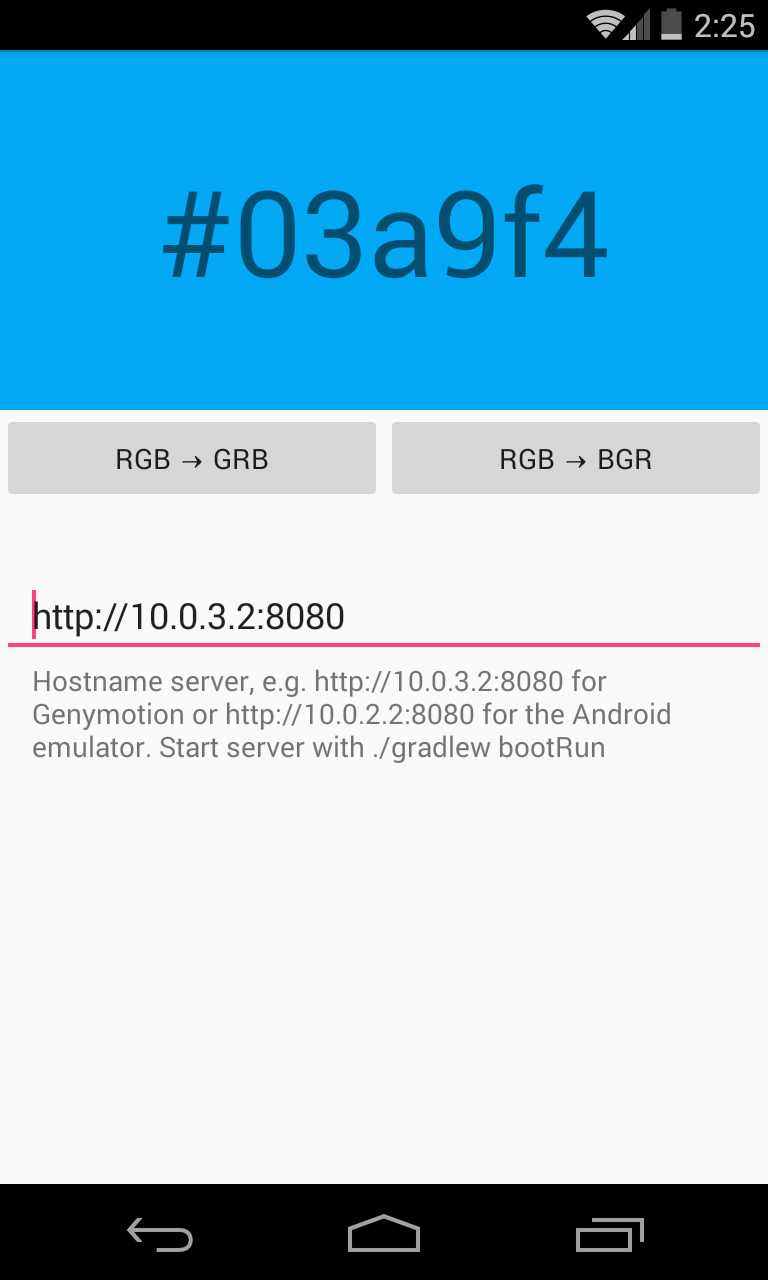 2:25
#03a9f4
RGB → GRB
RGB → BGR
http://10.0.3.2:8080
Hostname server, e.g. http://10.0.3.2:8080 for
Genymotion or http://10.0.2.2:8080 for the Android
emulator. Start server with ./gradlew bootRun